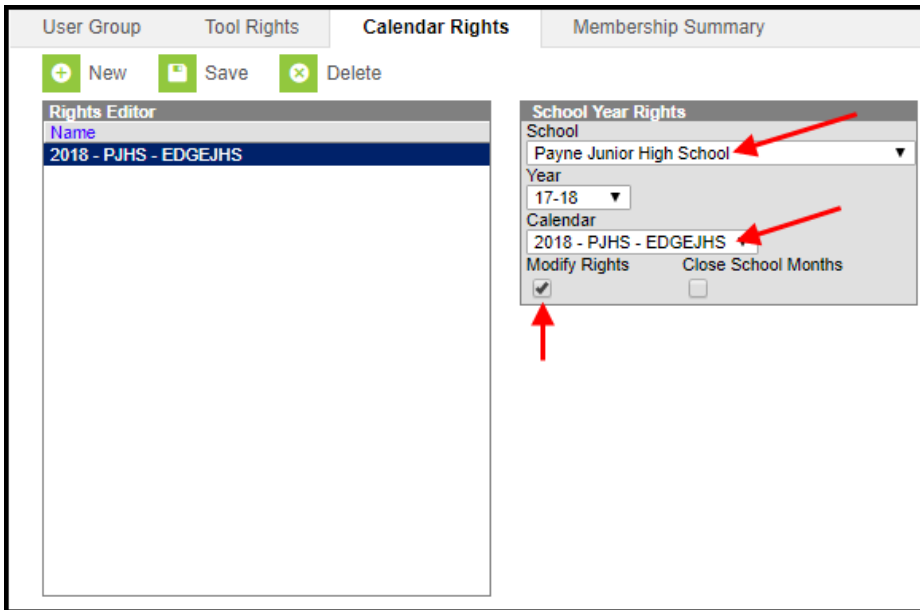 User Group Tool Rights Calendar Rights Membership Summary
New Save Delete
Rights Editor
Name
2018 - PJHS - EDGEJHS
School Year Rights
School
Payne Junior High School
Year
17-18
Calendar
2018 - PJHS - EDGEJHS
Modify Rights Close School Months